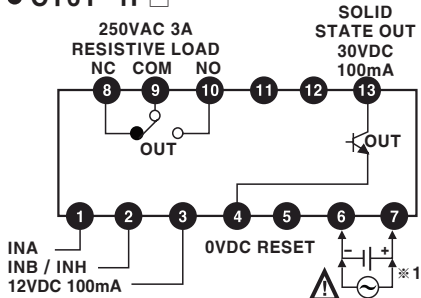 250VAC 3A
RESISTIVE LOAD
NC COM NO
SOLID
STATE OUT
30VDC
100mA
8 9 10 11 12 13
OUT
OUT
1 2 3 4 5 6 7
INA
INB / INH
12VDC 100mA
0VDC RESET
- +
※1